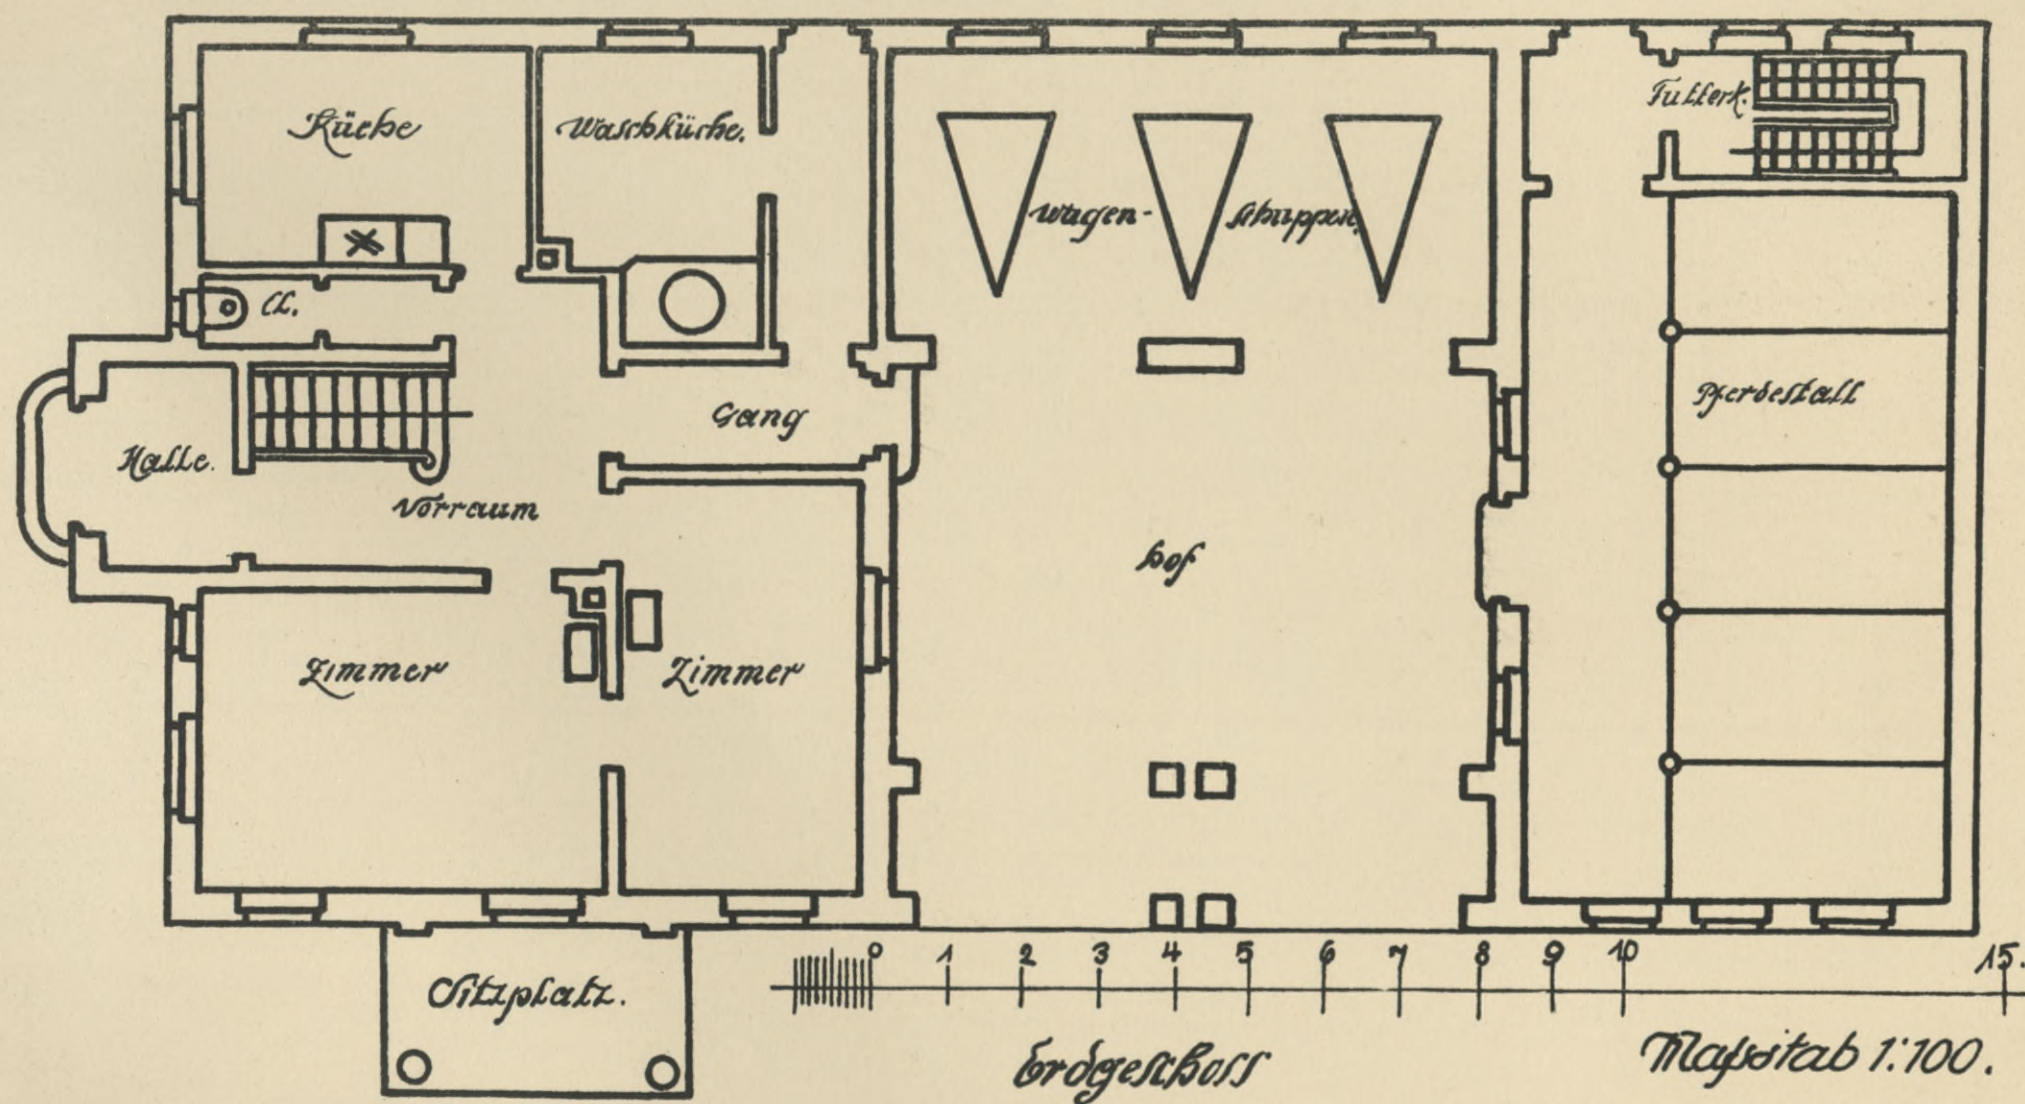 Küche
Waschküche.
Futterk.
Wagen-
schuppen.
Cl.
Pferdestall
Gang
Halle.
Vorraum
Hof
Zimmer
Zimmer
0 1 2 3 4 5 6 7 8 9 10 15.
Sitzplatz.
Erdgeschoss
Maßstab 1:100.